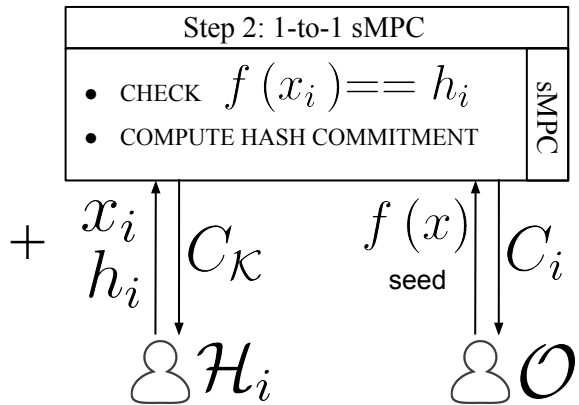 Step 2: 1-to-1 sMPC
• CHECK f (x_i) == h_i
• COMPUTE HASH COMMITMENT
sMPC
+
x_i
h_i
C_𝒦
f (x)
seed
C_i
ℋ_i
𝒪